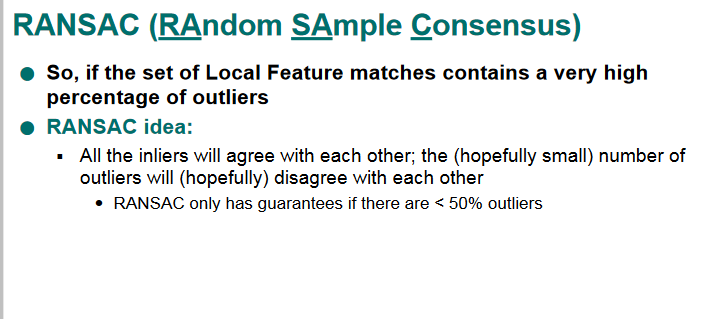 RANSAC (RAndom SAmple Consensus)
So, if the set of Local Feature matches contains a very high
percentage of outliers
RANSAC idea:
All the inliers will agree with each other; the (hopefully small) number of
outliers will (hopefully) disagree with each other
RANSAC only has guarantees if there are < 50% outliers